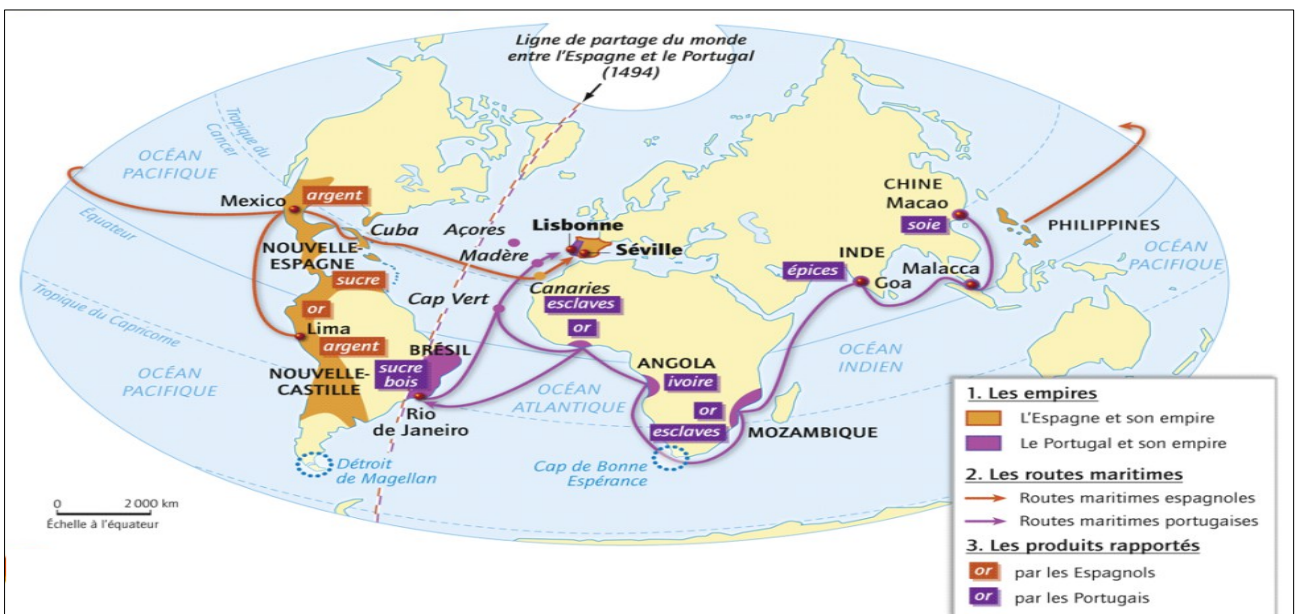 Ligne de partage du monde
entre l'Espagne et le Portugal
(1494)
Tropique du
Cancer
OCÉAN
PACIFIQUE
Mexico
argent
Équateur
Cuba
Açores
Madère
Lisbonne
Séville
CHINE
Macao
soie
PHILIPPINES
NOUVELLE-
ESPAGNE
sucre
Cap Vert
Canaries
esclaves
or
épices
INDE
Goa
Malacca
OCÉAN
PACIFIQUE
Tropique du Capricorne
or
Lima
argent
BRÉSIL
sucre
bois
NOUVELLE-
CASTILLE
OCÉAN
PACIFIQUE
Rio
de Janeiro
OCÉAN
ATLANTIQUE
ANGOLA
ivoire
or
esclaves
MOZAMBIQUE
OCÉAN
INDIEN
Détroit
de Magellan
Cap de Bonne
Espérance
0 2 000 km
Échelle à l'équateur
1. Les empires
L'Espagne et son empire
Le Portugal et son empire
2. Les routes maritimes
Routes maritimes espagnoles
Routes maritimes portugaises
3. Les produits rapportés
or par les Espagnols
or par les Portugais